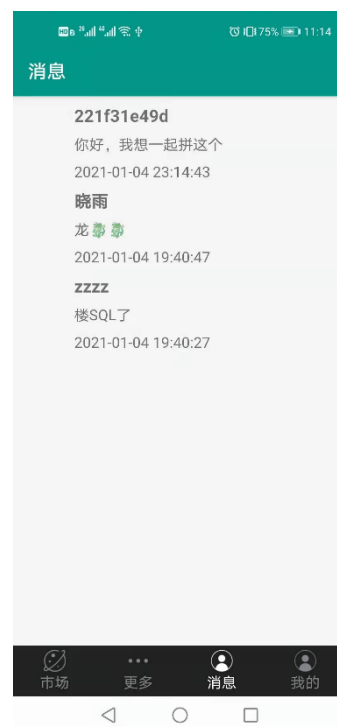 75% 11:14
消息
221f31e49d
你好，我想一起拼这个
2021-01-04 23:14:43
晓雨
龙🐉🐉
2021-01-04 19:40:47
zzzz
楼SQL了
2021-01-04 19:40:27
市场 更多 消息 我的